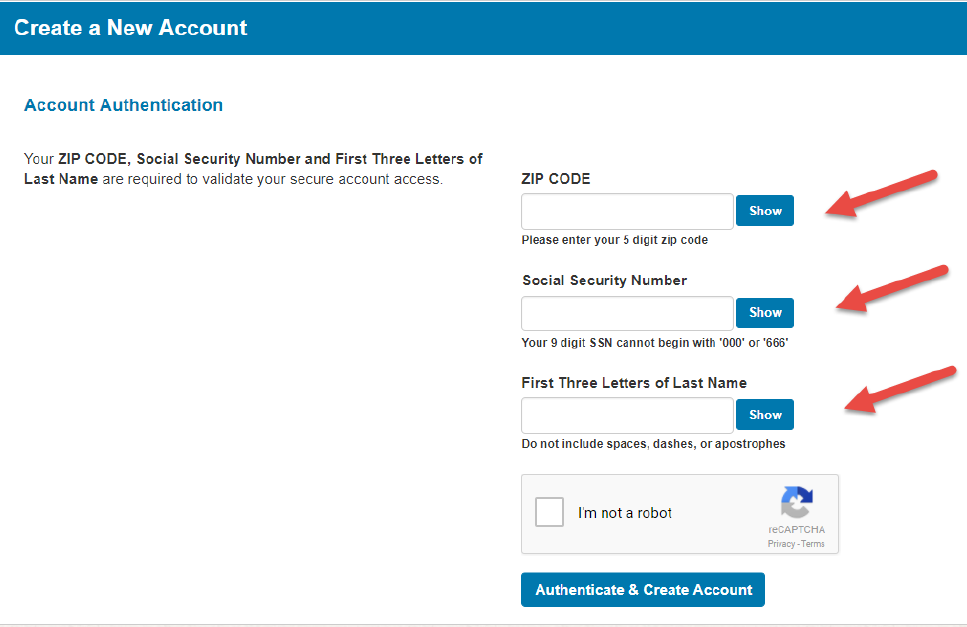 Create a New Account
Account Authentication
Your ZIP CODE, Social Security Number and First Three Letters of
Last Name are required to validate your secure account access.
ZIP CODE
Show
Please enter your 5 digit zip code
Social Security Number
Show
Your 9 digit SSN cannot begin with '000' or '666'
First Three Letters of Last Name
Show
Do not include spaces, dashes, or apostrophes
I'm not a robot
reCAPTCHA
Privacy - Terms
Authenticate & Create Account